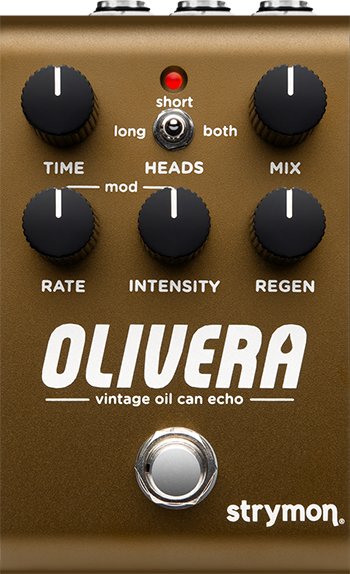 short
long both
TIME HEADS MIX
mod
RATE INTENSITY REGEN
OLIVERA
vintage oil can echo
strymon®